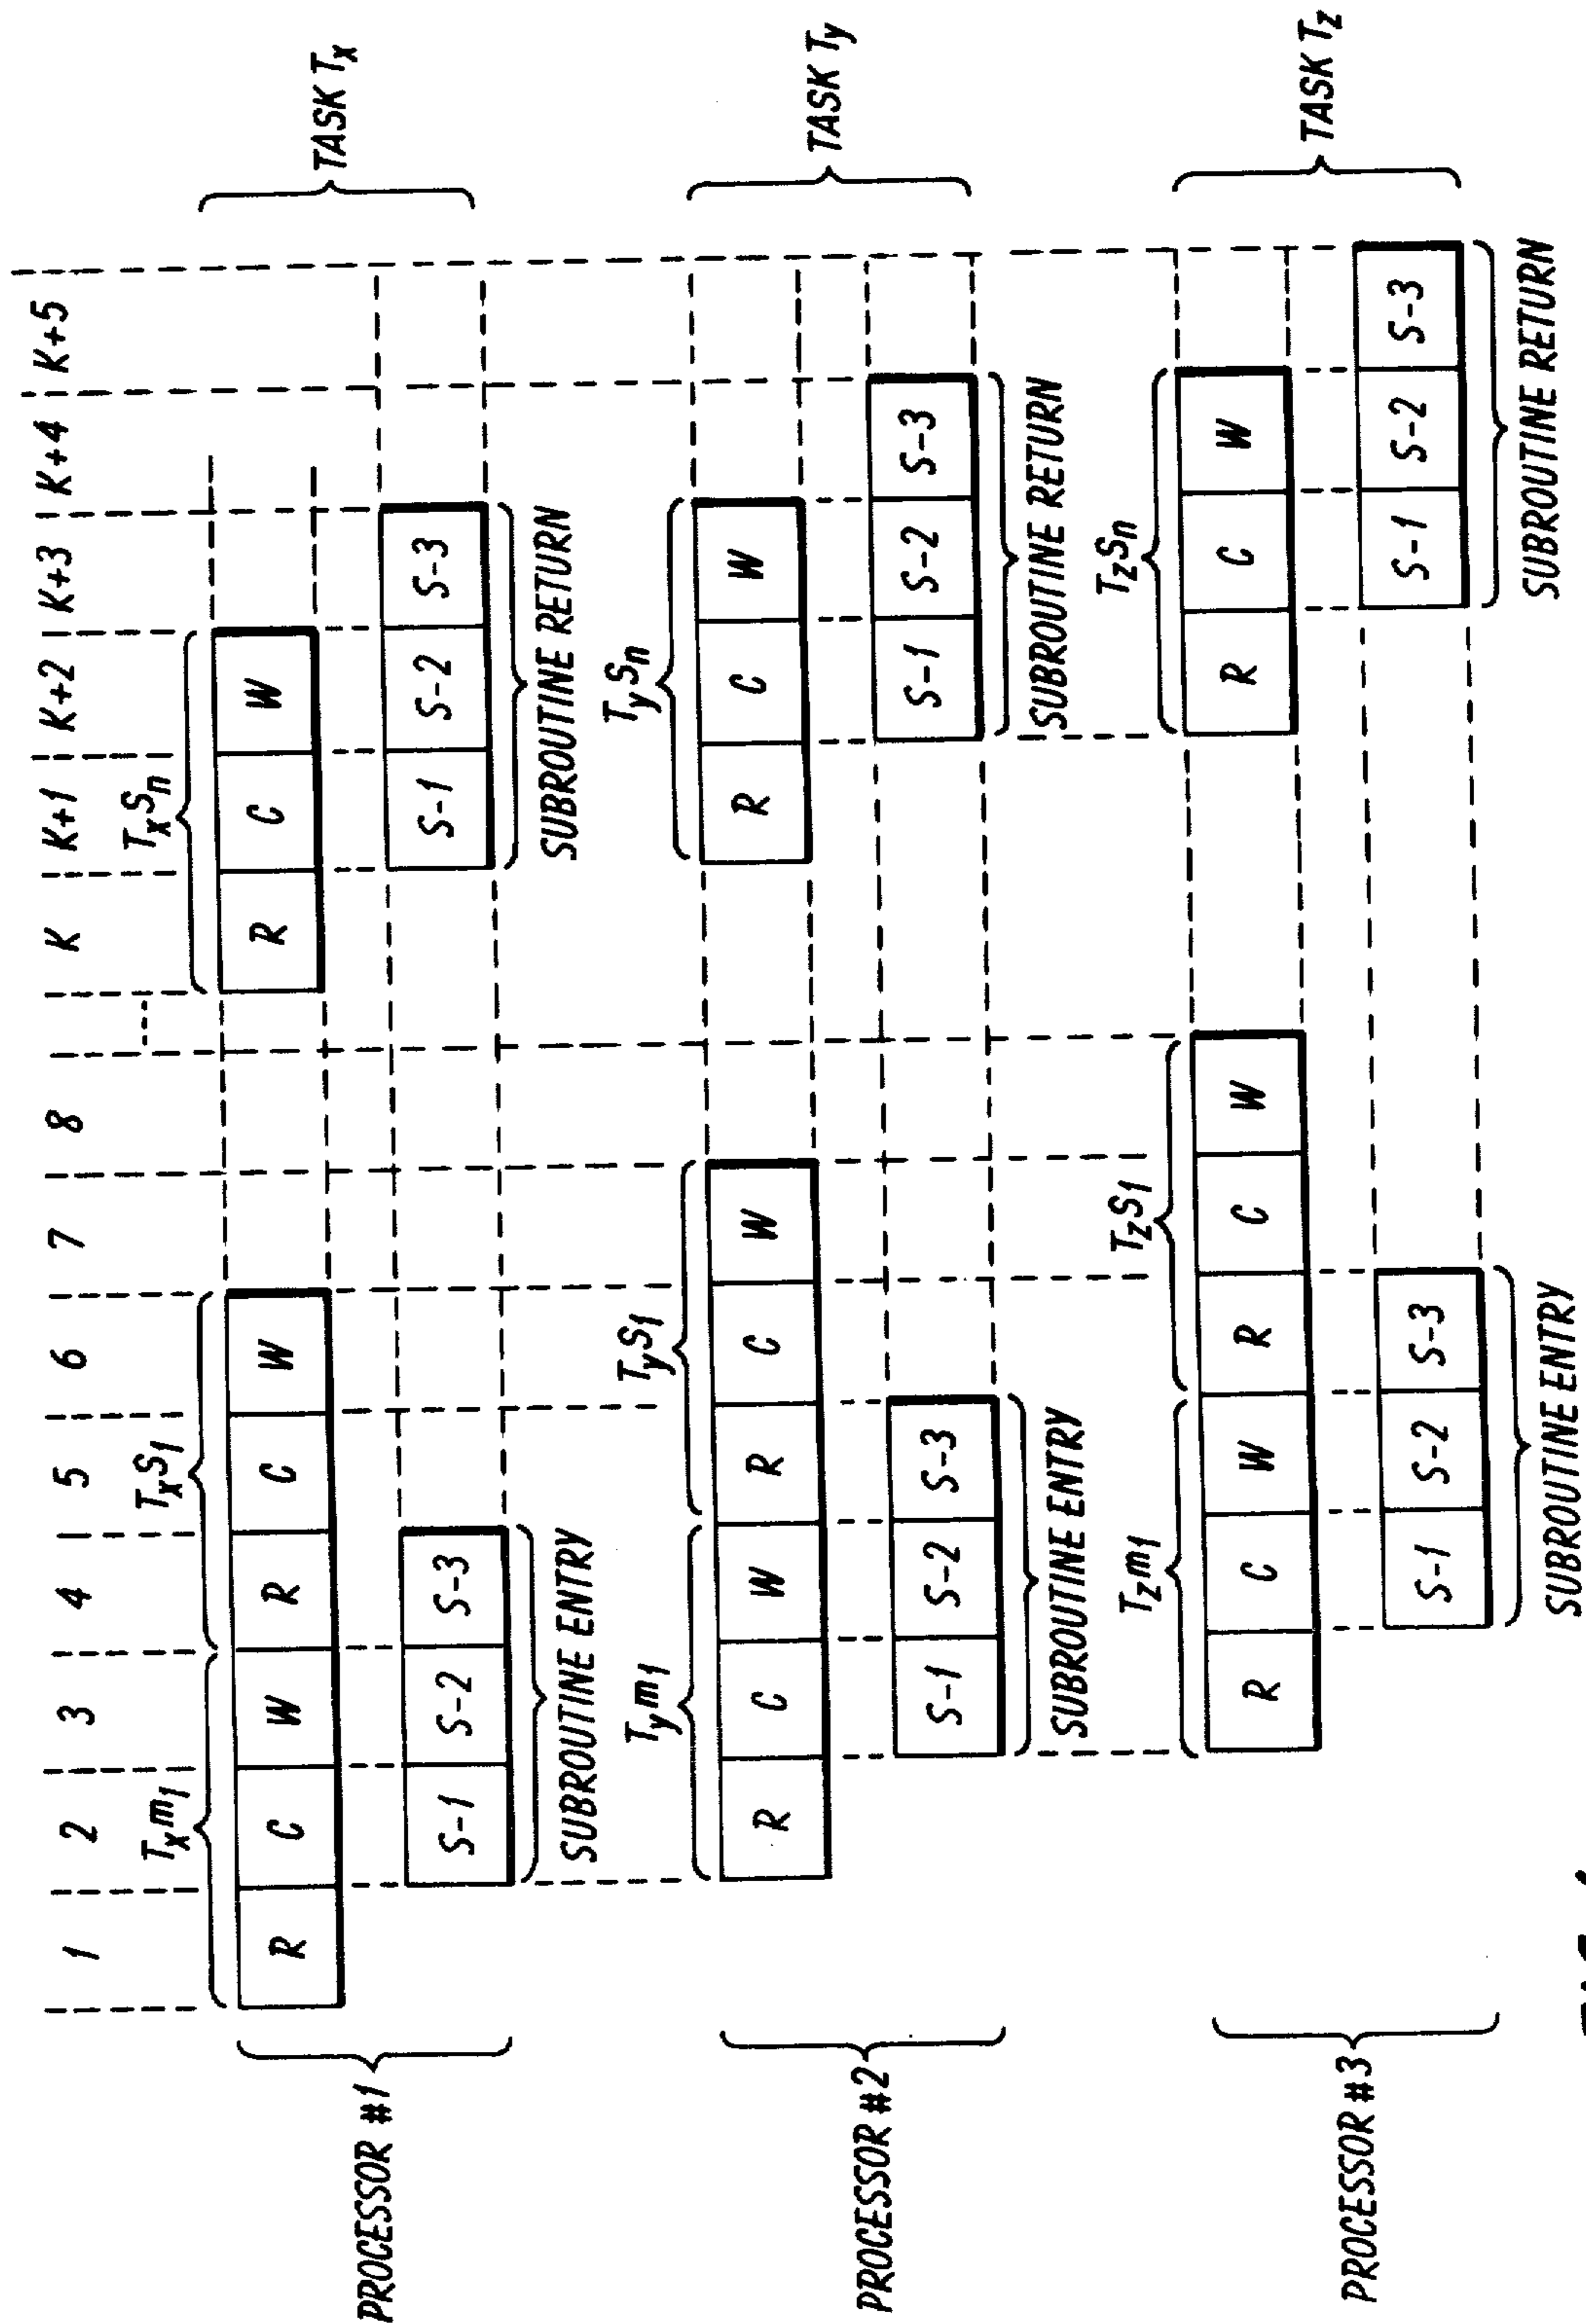 1 2 3 4 5 6 7 8 ---- K K+1 K+2 K+3 K+4 K+5
Txm1 TxS1 TxSn
R C W R C W R C W
PROCESSOR #1 TASK Tx
S-1 S-2 S-3 S-1 S-2 S-3
SUBROUTINE ENTRY SUBROUTINE RETURN
Tym1 TyS1 TySn
R C W R C W R C W
PROCESSOR #2 TASK Ty
S-1 S-2 S-3 S-1 S-2 S-3
SUBROUTINE ENTRY SUBROUTINE RETURN
Tzm1 TzS1 TzSn
R C W R C W R C W
PROCESSOR #3 TASK Tz
S-1 S-2 S-3 S-1 S-2 S-3
SUBROUTINE ENTRY SUBROUTINE RETURN